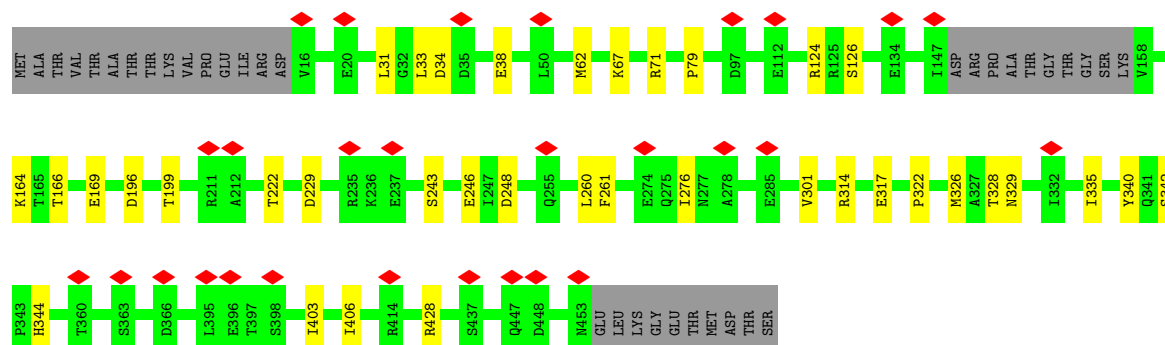 MET ALA THR VAL THR ALA THR THR LYS VAL PRO GLU ILE ARG ASP V16 E20 L31 G32 L33 D34 D35 E38 L50 M62 K67 R71 P79 D97 E112 R124 R125 S126 E134 I147 ASP ARG PRO ALA THR GLY THR GLY SER LYS V158
K164 T165 T166 E169 D196 T199 R211 A212 T222 D229 R235 K236 E237 S243 E246 I247 D248 Q255 L260 F261 E274 Q275 I276 N277 A278 E285 V301 R314 E317 P322 M326 A327 T328 N329 I332 I335 Y340 Q341
P343 H344 T360 S363 D366 L395 E396 T397 S398 I403 I406 R414 R428 S437 Q447 D448 N453 GLU LEU LYS GLY GLU THR MET ASP THR SER